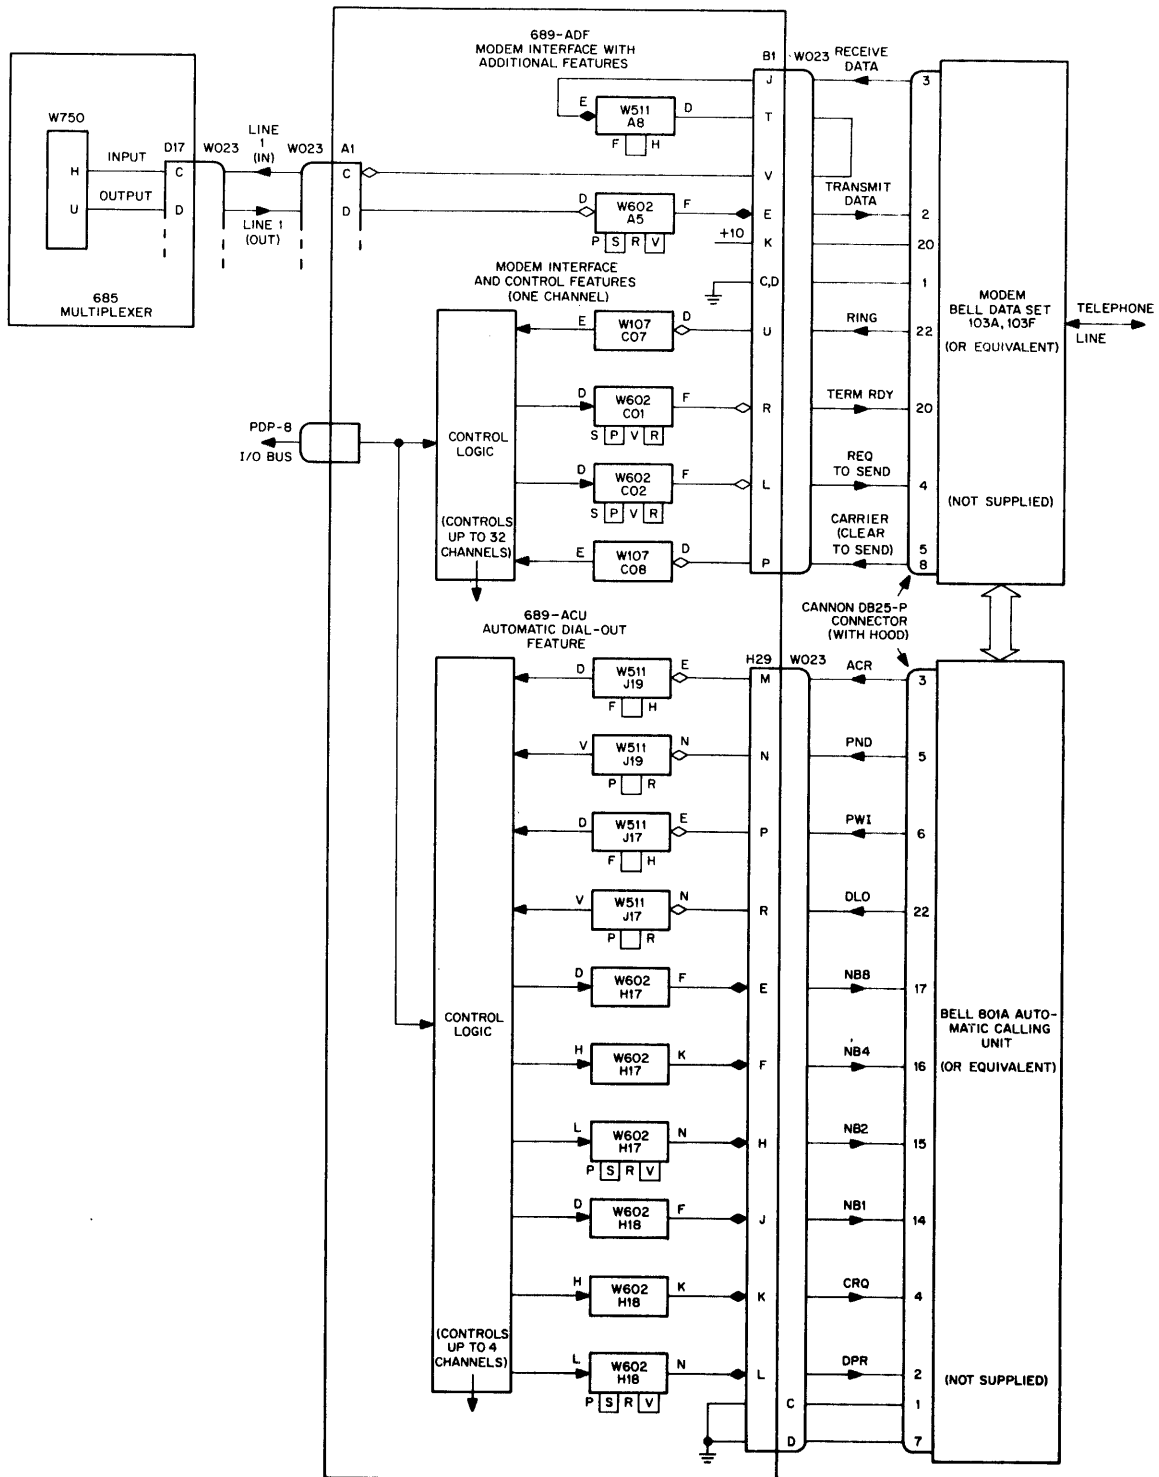 689-ADF
MODEM INTERFACE WITH
ADDITIONAL FEATURES
B1
W023
RECEIVE
DATA
J
3
E
W511
A8
D
T
F H
W750
D17
W023
LINE
1
(IN)
W023
A1
H
INPUT
C
C
V
U
OUTPUT
D
LINE 1
(OUT)
D
D
W602
A5
F
E
TRANSMIT
DATA
2
P S R V
+10
K
20
685
MULTIPLEXER
MODEM INTERFACE
AND CONTROL FEATURES
(ONE CHANNEL)
C,D
1
MODEM
BELL DATA SET
103A, 103F
(OR EQUIVALENT)
(NOT SUPPLIED)
TELEPHONE
LINE
E
W107
C07
D
U
RING
22
D
W602
C01
F
R
TERM RDY
20
S P V R
PDP-8
I/O BUS
CONTROL
LOGIC
(CONTROLS
UP TO 32
CHANNELS)
D
W602
C02
F
L
REQ
TO SEND
4
S P V R
E
W107
C08
D
P
CARRIER
(CLEAR
TO SEND)
5
8
CANNON DB25-P
CONNECTOR
(WITH HOOD)
689-ACU
AUTOMATIC DIAL-OUT
FEATURE
H29
W023
D
W511
J19
E
M
ACR
3
F H
V
W511
J19
N
N
PND
5
P R
D
W511
J17
E
P
PWI
6
F H
V
W511
J17
N
R
DLO
22
P R
D
W602
H17
F
E
NB8
17
CONTROL
LOGIC
BELL 801A AUTO-
MATIC CALLING
UNIT
(OR EQUIVALENT)
H
W602
H17
K
F
NB4
16
L
W602
H17
N
H
NB2
15
P S R V
D
W602
H18
F
J
NB1
14
H
W602
H18
K
K
CRQ
4
(CONTROLS
UP TO 4
CHANNELS)
L
W602
H18
N
L
DPR
2
(NOT SUPPLIED)
P S R V
C
1
D
7